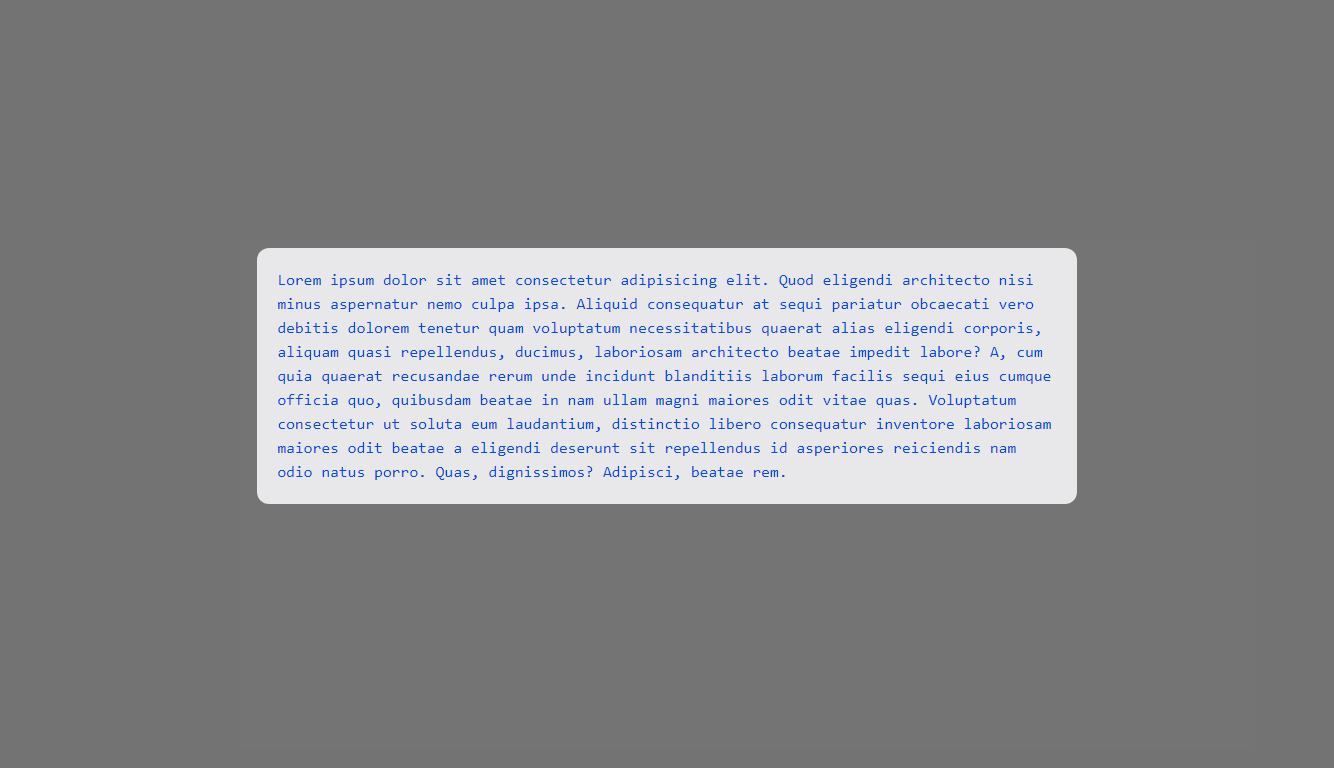 Lorem ipsum dolor sit amet consectetur adipisicing elit. Quod eligendi architecto nisi
minus aspernatur nemo culpa ipsa. Aliquid consequatur at sequi pariatur obcaecati vero
debitis dolorem tenetur quam voluptatum necessitatibus quaerat alias eligendi corporis,
aliquam quasi repellendus, ducimus, laboriosam architecto beatae impedit labore? A, cum
quia quaerat recusandae rerum unde incidunt blanditiis laborum facilis sequi eius cumque
officia quo, quibusdam beatae in nam ullam magni maiores odit vitae quas. Voluptatum
consectetur ut soluta eum laudantium, distinctio libero consequatur inventore laboriosam
maiores odit beatae a eligendi deserunt sit repellendus id asperiores reiciendis nam
odio natus porro. Quas, dignissimos? Adipisci, beatae rem.